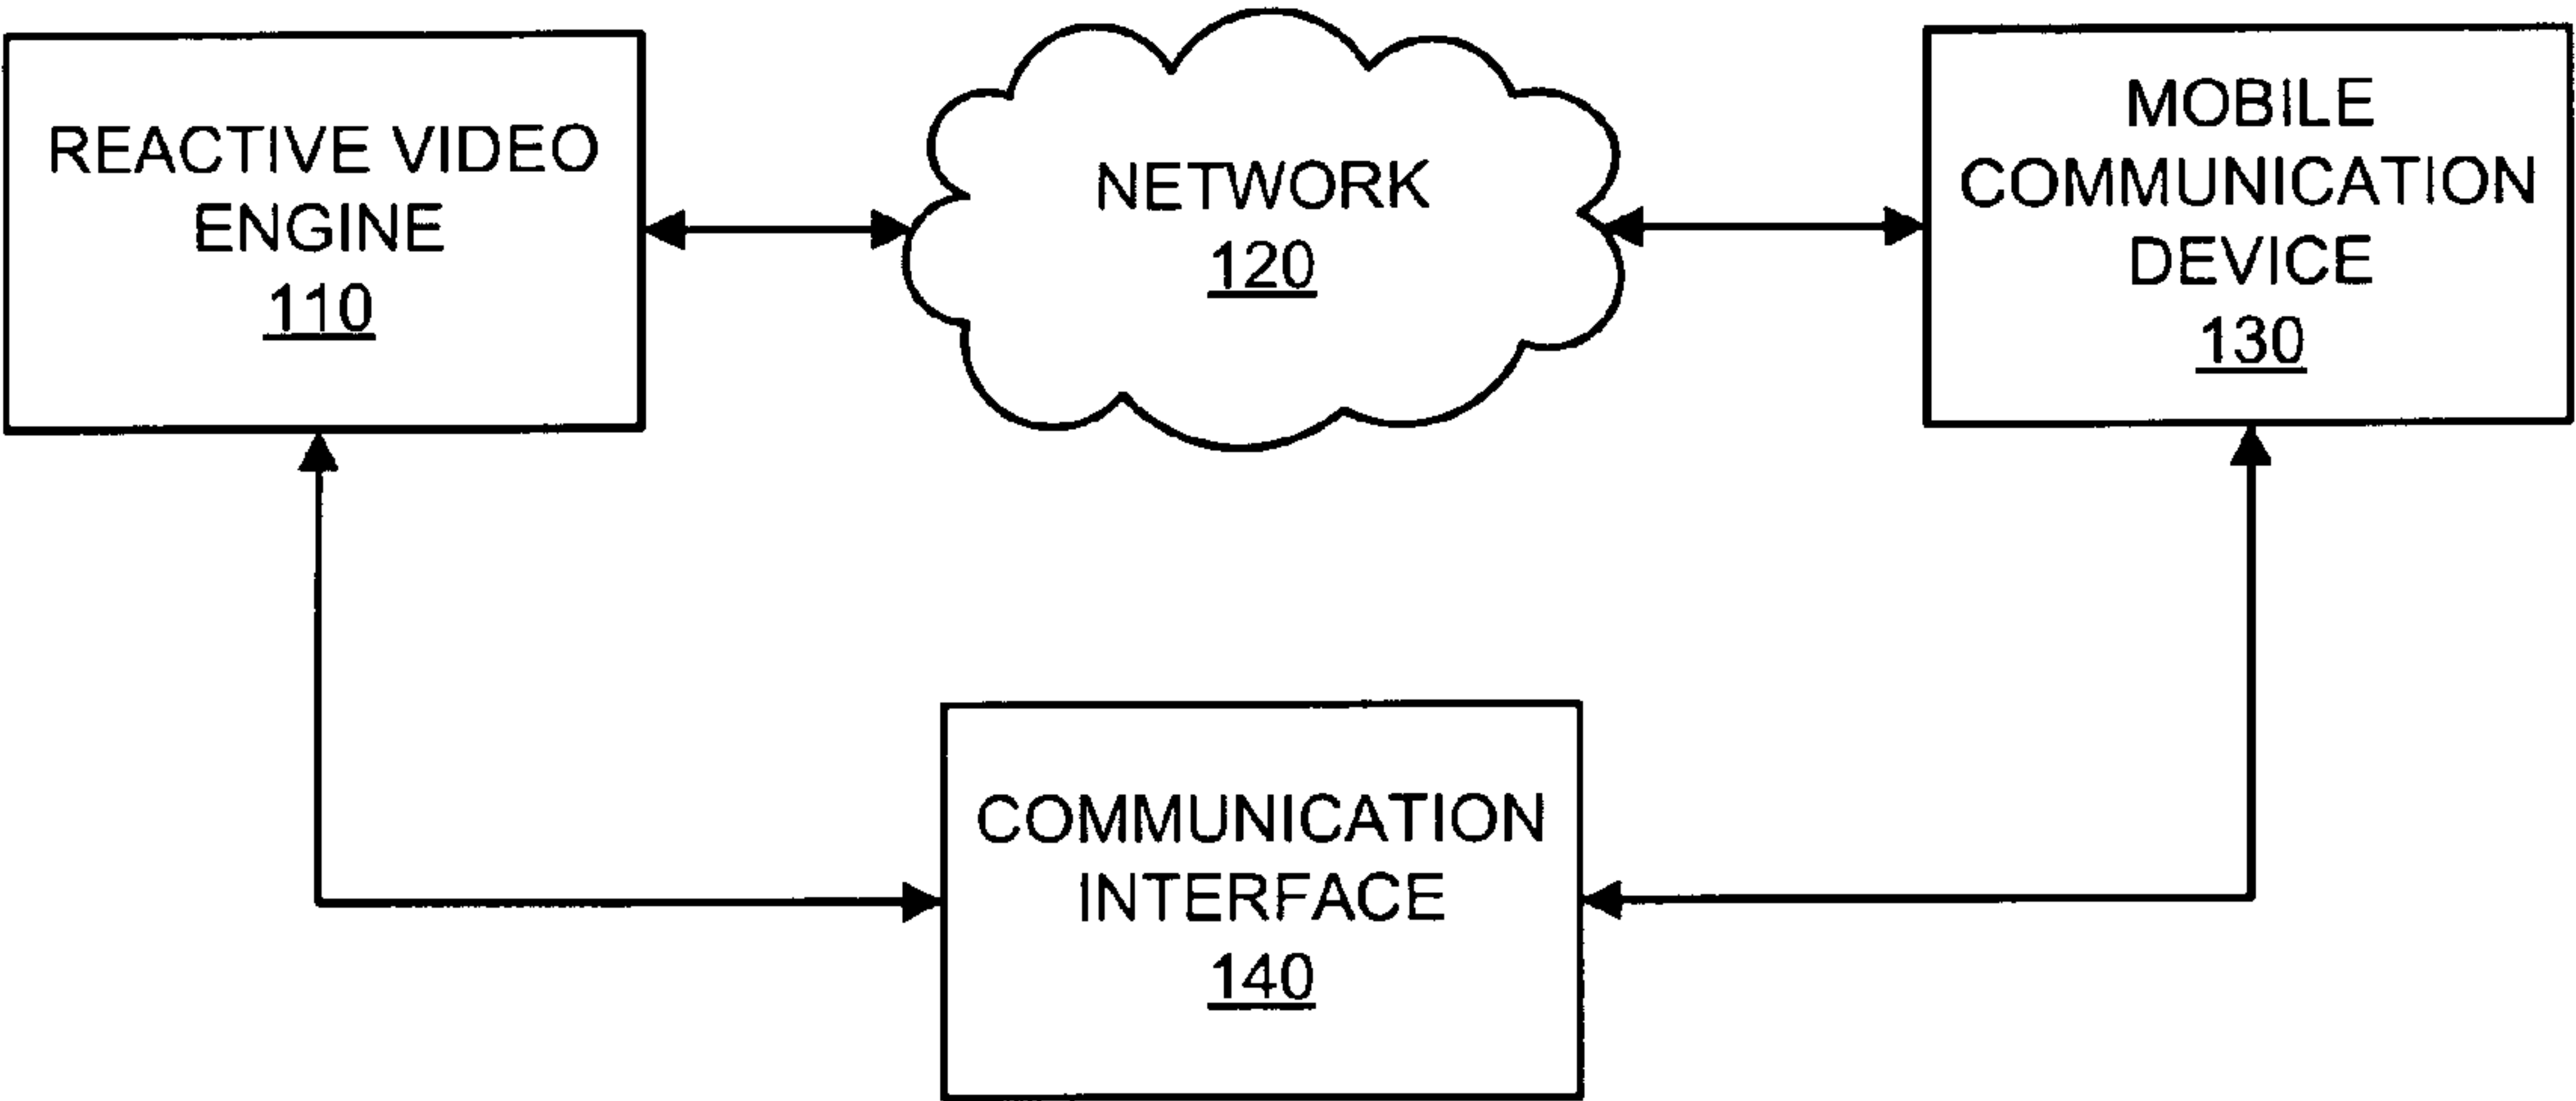 REACTIVE VIDEO
ENGINE
110
NETWORK
120
MOBILE
COMMUNICATION
DEVICE
130
COMMUNICATION
INTERFACE
140